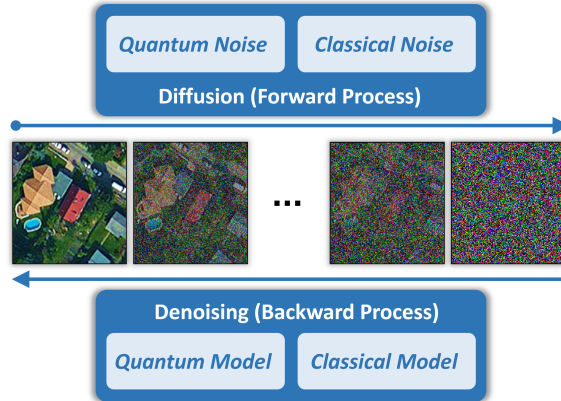 Quantum Noise
Classical Noise
Diffusion (Forward Process)
...
Denoising (Backward Process)
Quantum Model
Classical Model